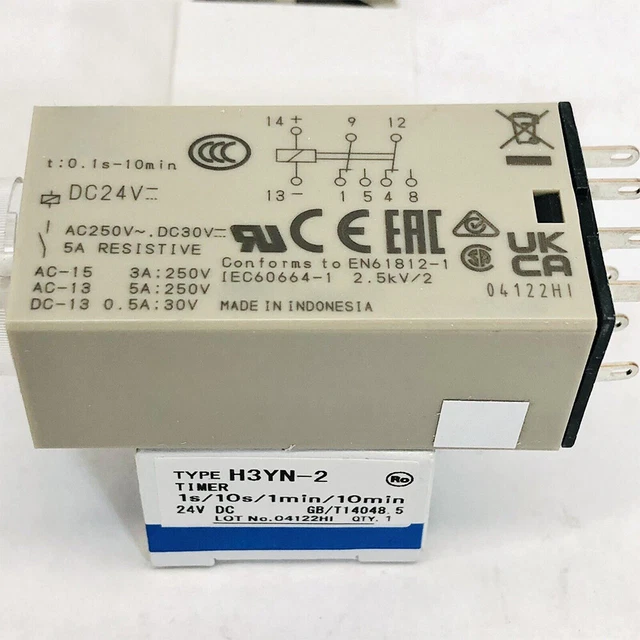 14 + 9 12
t:0.1s-10min CCC
13 - 1 5 4 8
DC24V⎓
AC250V~.DC30V⎓
5A RESISTIVE
AC-15 3A:250V
AC-13 5A:250V
DC-13 0.5A:30V
RU CE EAC
Conforms to EN61812-1
IEC60664-1 2.5kV/2
MADE IN INDONESIA
UK
CA
04122HI
TYPE H3YN-2
TIMER
1s/10s/1min/10min
24V DC GB/T14048.5
LOT No.04122HI QTY. 1
Ro